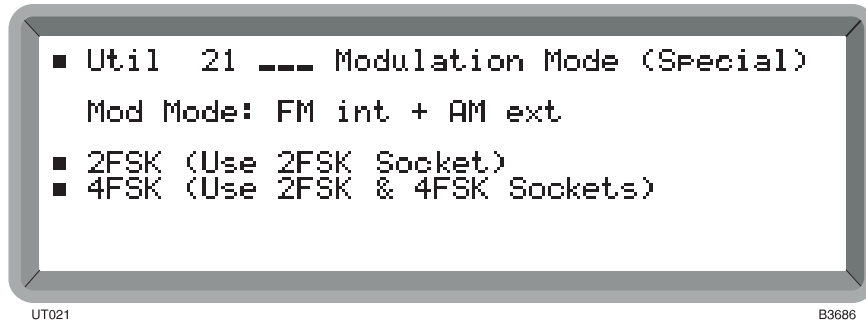 ■ Util 21 ___ Modulation Mode (Special)
Mod Mode: FM int + AM ext
■ 2FSK (Use 2FSK Socket)
■ 4FSK (Use 2FSK & 4FSK Sockets)
UT021 B3686